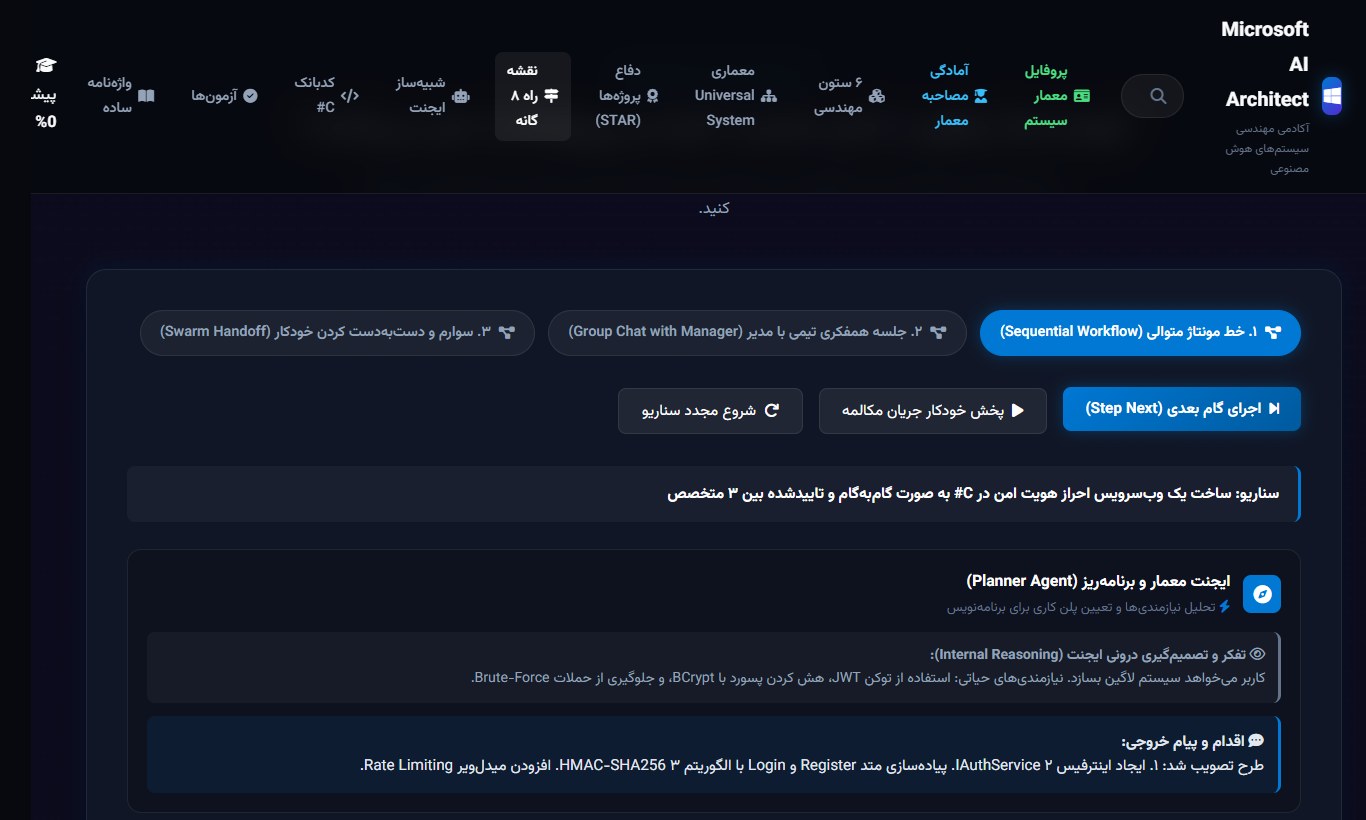 Microsoft
AI
Architect
آکادمی مهندسی
سیستم‌های هوش
مصنوعی
پروفایل
معمار
سیستم
آمادگی
مصاحبه
معمار
۶ ستون
مهندسی
معماری
Universal
System
دفاع
پروژه‌ها
(STAR)
نقشه
راه ۸
گانه
شبیه‌ساز
ایجنت
کدبانک
C#
آزمون‌ها
واژه‌نامه
ساده
%0
کنید.
۱. خط مونتاژ متوالی (Sequential Workflow)
۲. جلسه همفکری تیمی با مدیر (Group Chat with Manager)
۳. سوارم و دست‌به‌دست کردن خودکار (Swarm Handoff)
اجرای گام بعدی (Step Next)
پخش خودکار جریان مکالمه
شروع مجدد سناریو
سناریو: ساخت یک وب‌سرویس احراز هویت امن در C# به صورت گام‌به‌گام و تاییدشده بین ۳ متخصص
ایجنت معمار و برنامه‌ریز (Planner Agent)
تحلیل نیازمندی‌ها و تعیین پلن کاری برای برنامه‌نویس
تفکر و تصمیم‌گیری درونی ایجنت (Internal Reasoning):
کاربر می‌خواهد سیستم لاگین بسازد. نیازمندی‌های حیاتی: استفاده از توکن JWT، هش کردن پسورد با BCrypt، و جلوگیری از حملات Brute-Force.
اقدام و پیام خروجی:
طرح تصویب شد: ۱. ایجاد اینترفیس IAuthService ۲. پیاده‌سازی متد Register و Login با الگوریتم HMAC-SHA256 ۳. افزودن میدل‌ویر Rate Limiting.